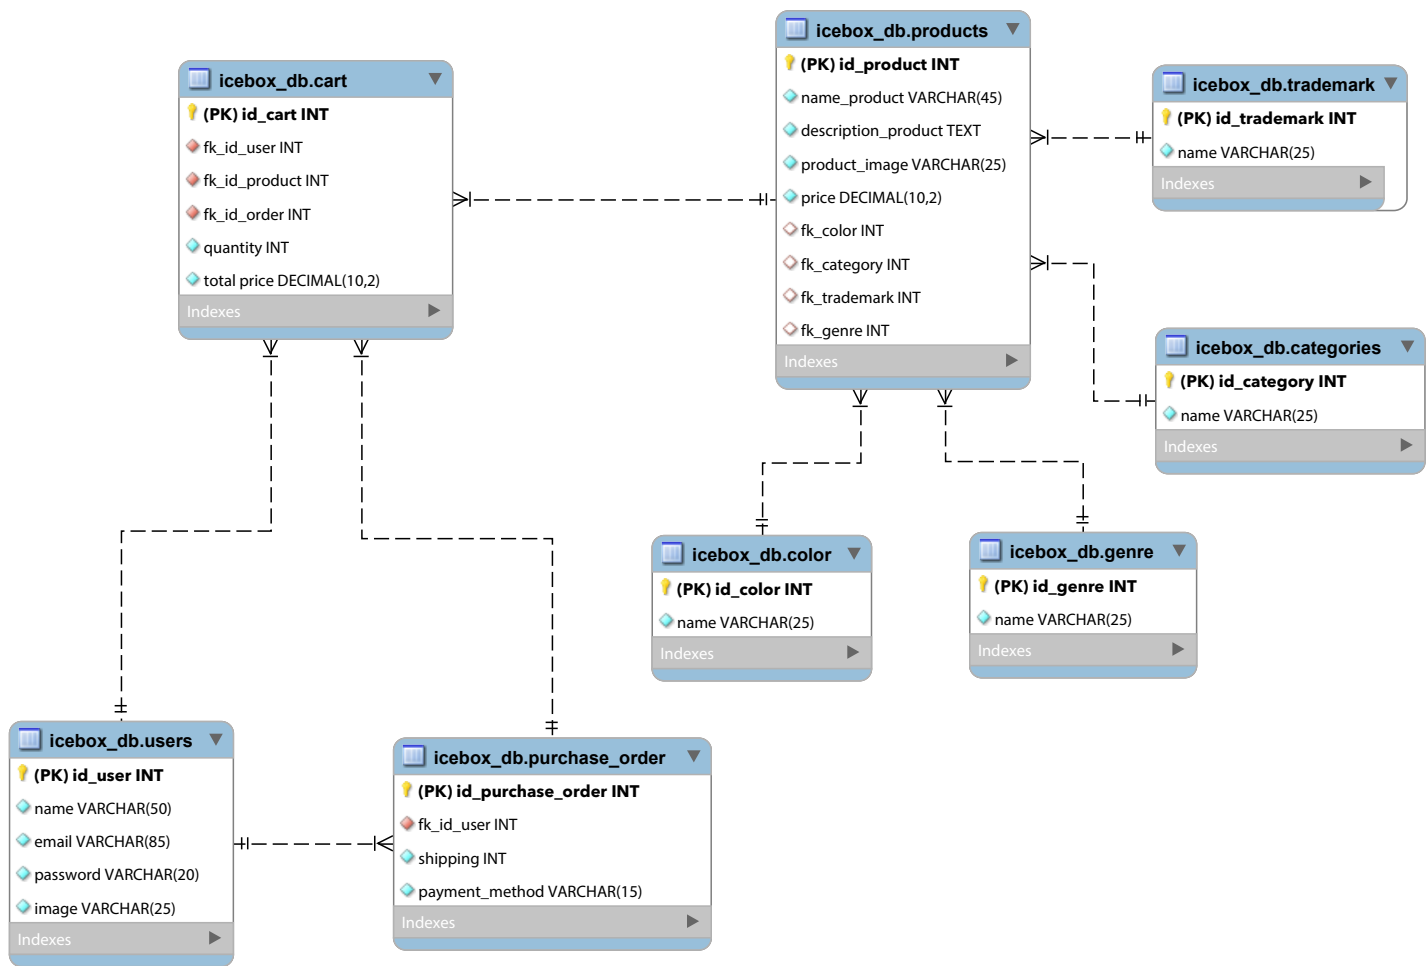 icebox_db.cart
(PK) id_cart INT
fk_id_user INT
fk_id_product INT
fk_id_order INT
quantity INT
total price DECIMAL(10,2)
Indexes
icebox_db.products
(PK) id_product INT
name_product VARCHAR(45)
description_product TEXT
product_image VARCHAR(25)
price DECIMAL(10,2)
fk_color INT
fk_category INT
fk_trademark INT
fk_genre INT
Indexes
icebox_db.trademark
(PK) id_trademark INT
name VARCHAR(25)
Indexes
icebox_db.categories
(PK) id_category INT
name VARCHAR(25)
Indexes
icebox_db.color
(PK) id_color INT
name VARCHAR(25)
Indexes
icebox_db.genre
(PK) id_genre INT
name VARCHAR(25)
Indexes
icebox_db.users
(PK) id_user INT
name VARCHAR(50)
email VARCHAR(85)
password VARCHAR(20)
image VARCHAR(25)
Indexes
icebox_db.purchase_order
(PK) id_purchase_order INT
fk_id_user INT
shipping INT
payment_method VARCHAR(15)
Indexes